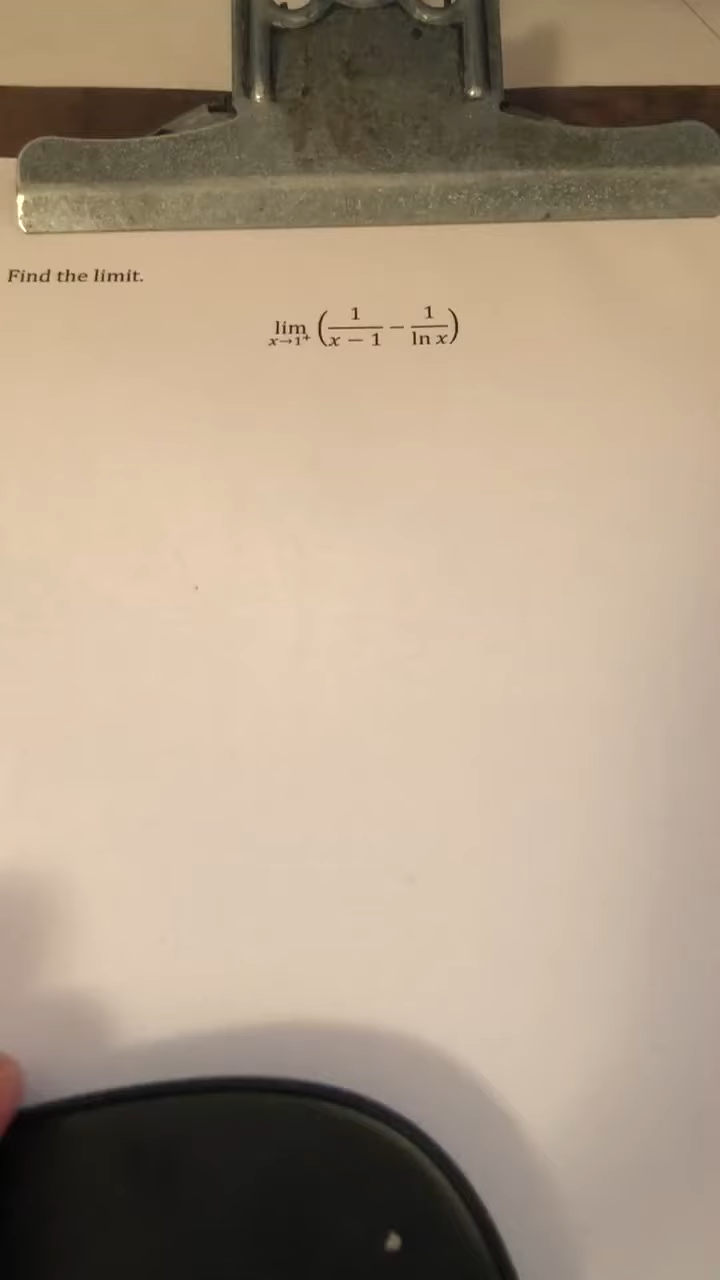 Find the limit.
lim x→1⁺ (1/(x − 1) − 1/(ln x))